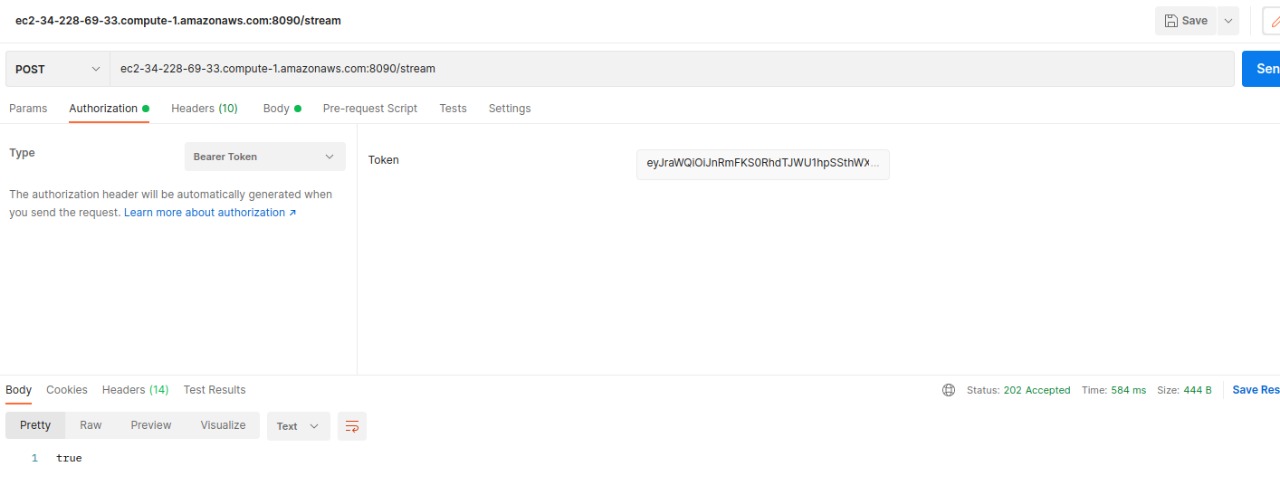 ec2-34-228-69-33.compute-1.amazonaws.com:8090/stream
Save
POST ec2-34-228-69-33.compute-1.amazonaws.com:8090/stream Sen
Params Authorization Headers (10) Body Pre-request Script Tests Settings
Type Bearer Token
Token eyJraWQiOiJnRmFKS0RhdTJWU1hpSSthWX...
The authorization header will be automatically generated when
you send the request. Learn more about authorization ↗
Body Cookies Headers (14) Test Results Status: 202 Accepted Time: 584 ms Size: 444 B Save Res
Pretty Raw Preview Visualize Text
1 true